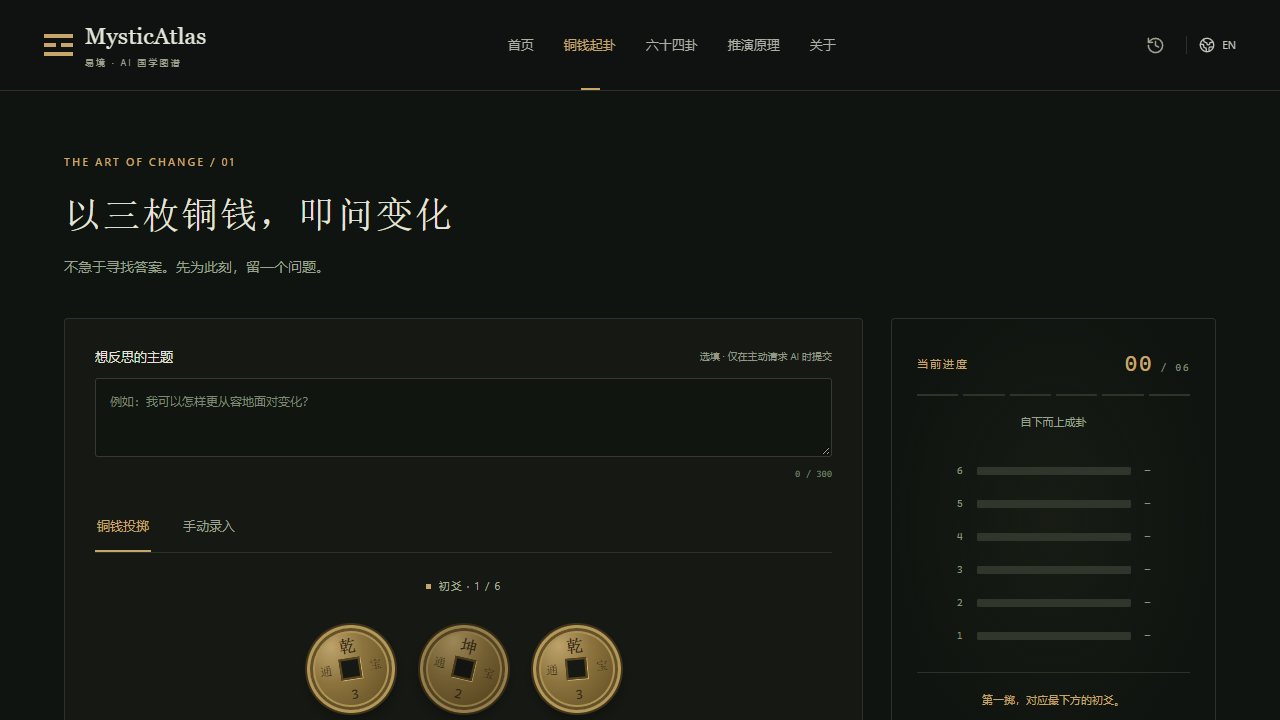 MysticAtlas
易境 · AI 国学图谱
首页
铜钱起卦
六十四卦
推演原理
关于
EN
THE ART OF CHANGE / 01
以三枚铜钱，叩问变化
不急于寻找答案。先为此刻，留一个问题。
想反思的主题
选填 · 仅在主动请求 AI 时提交
例如：我可以怎样更从容地面对变化？
0 / 300
铜钱投掷
手动录入
初爻 · 1 / 6
乾
通
宝
3
坤
通
宝
2
乾
通
宝
3
当前进度
00 / 06
自下而上成卦
6 –
5 –
4 –
3 –
2 –
1 –
第一掷，对应最下方的初爻。